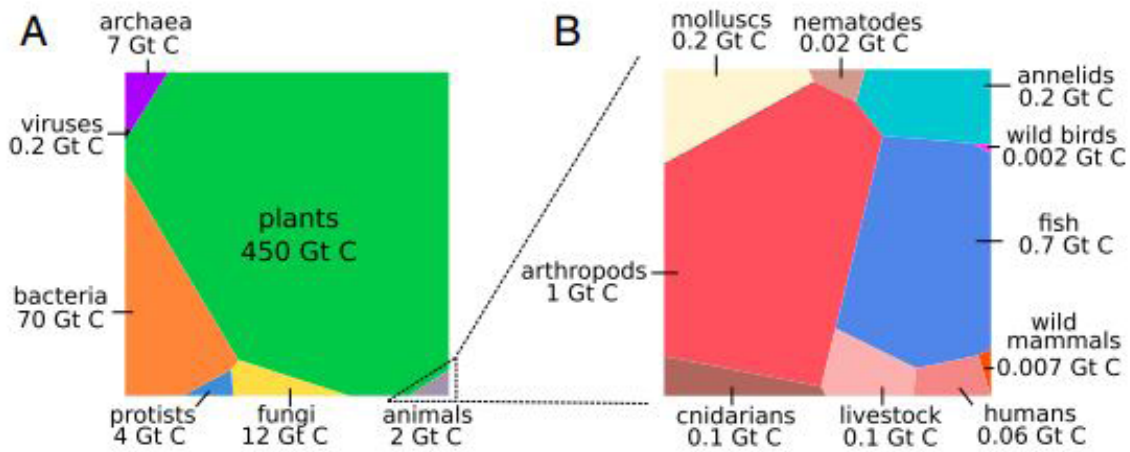 A
archaea
7 Gt C
viruses
0.2 Gt C
plants
450 Gt C
bacteria
70 Gt C
protists
4 Gt C
fungi
12 Gt C
animals
2 Gt C
B
molluscs
0.2 Gt C
nematodes
0.02 Gt C
annelids
0.2 Gt C
wild birds
0.002 Gt C
fish
0.7 Gt C
arthropods
1 Gt C
wild
mammals
0.007 Gt C
cnidarians
0.1 Gt C
livestock
0.1 Gt C
humans
0.06 Gt C